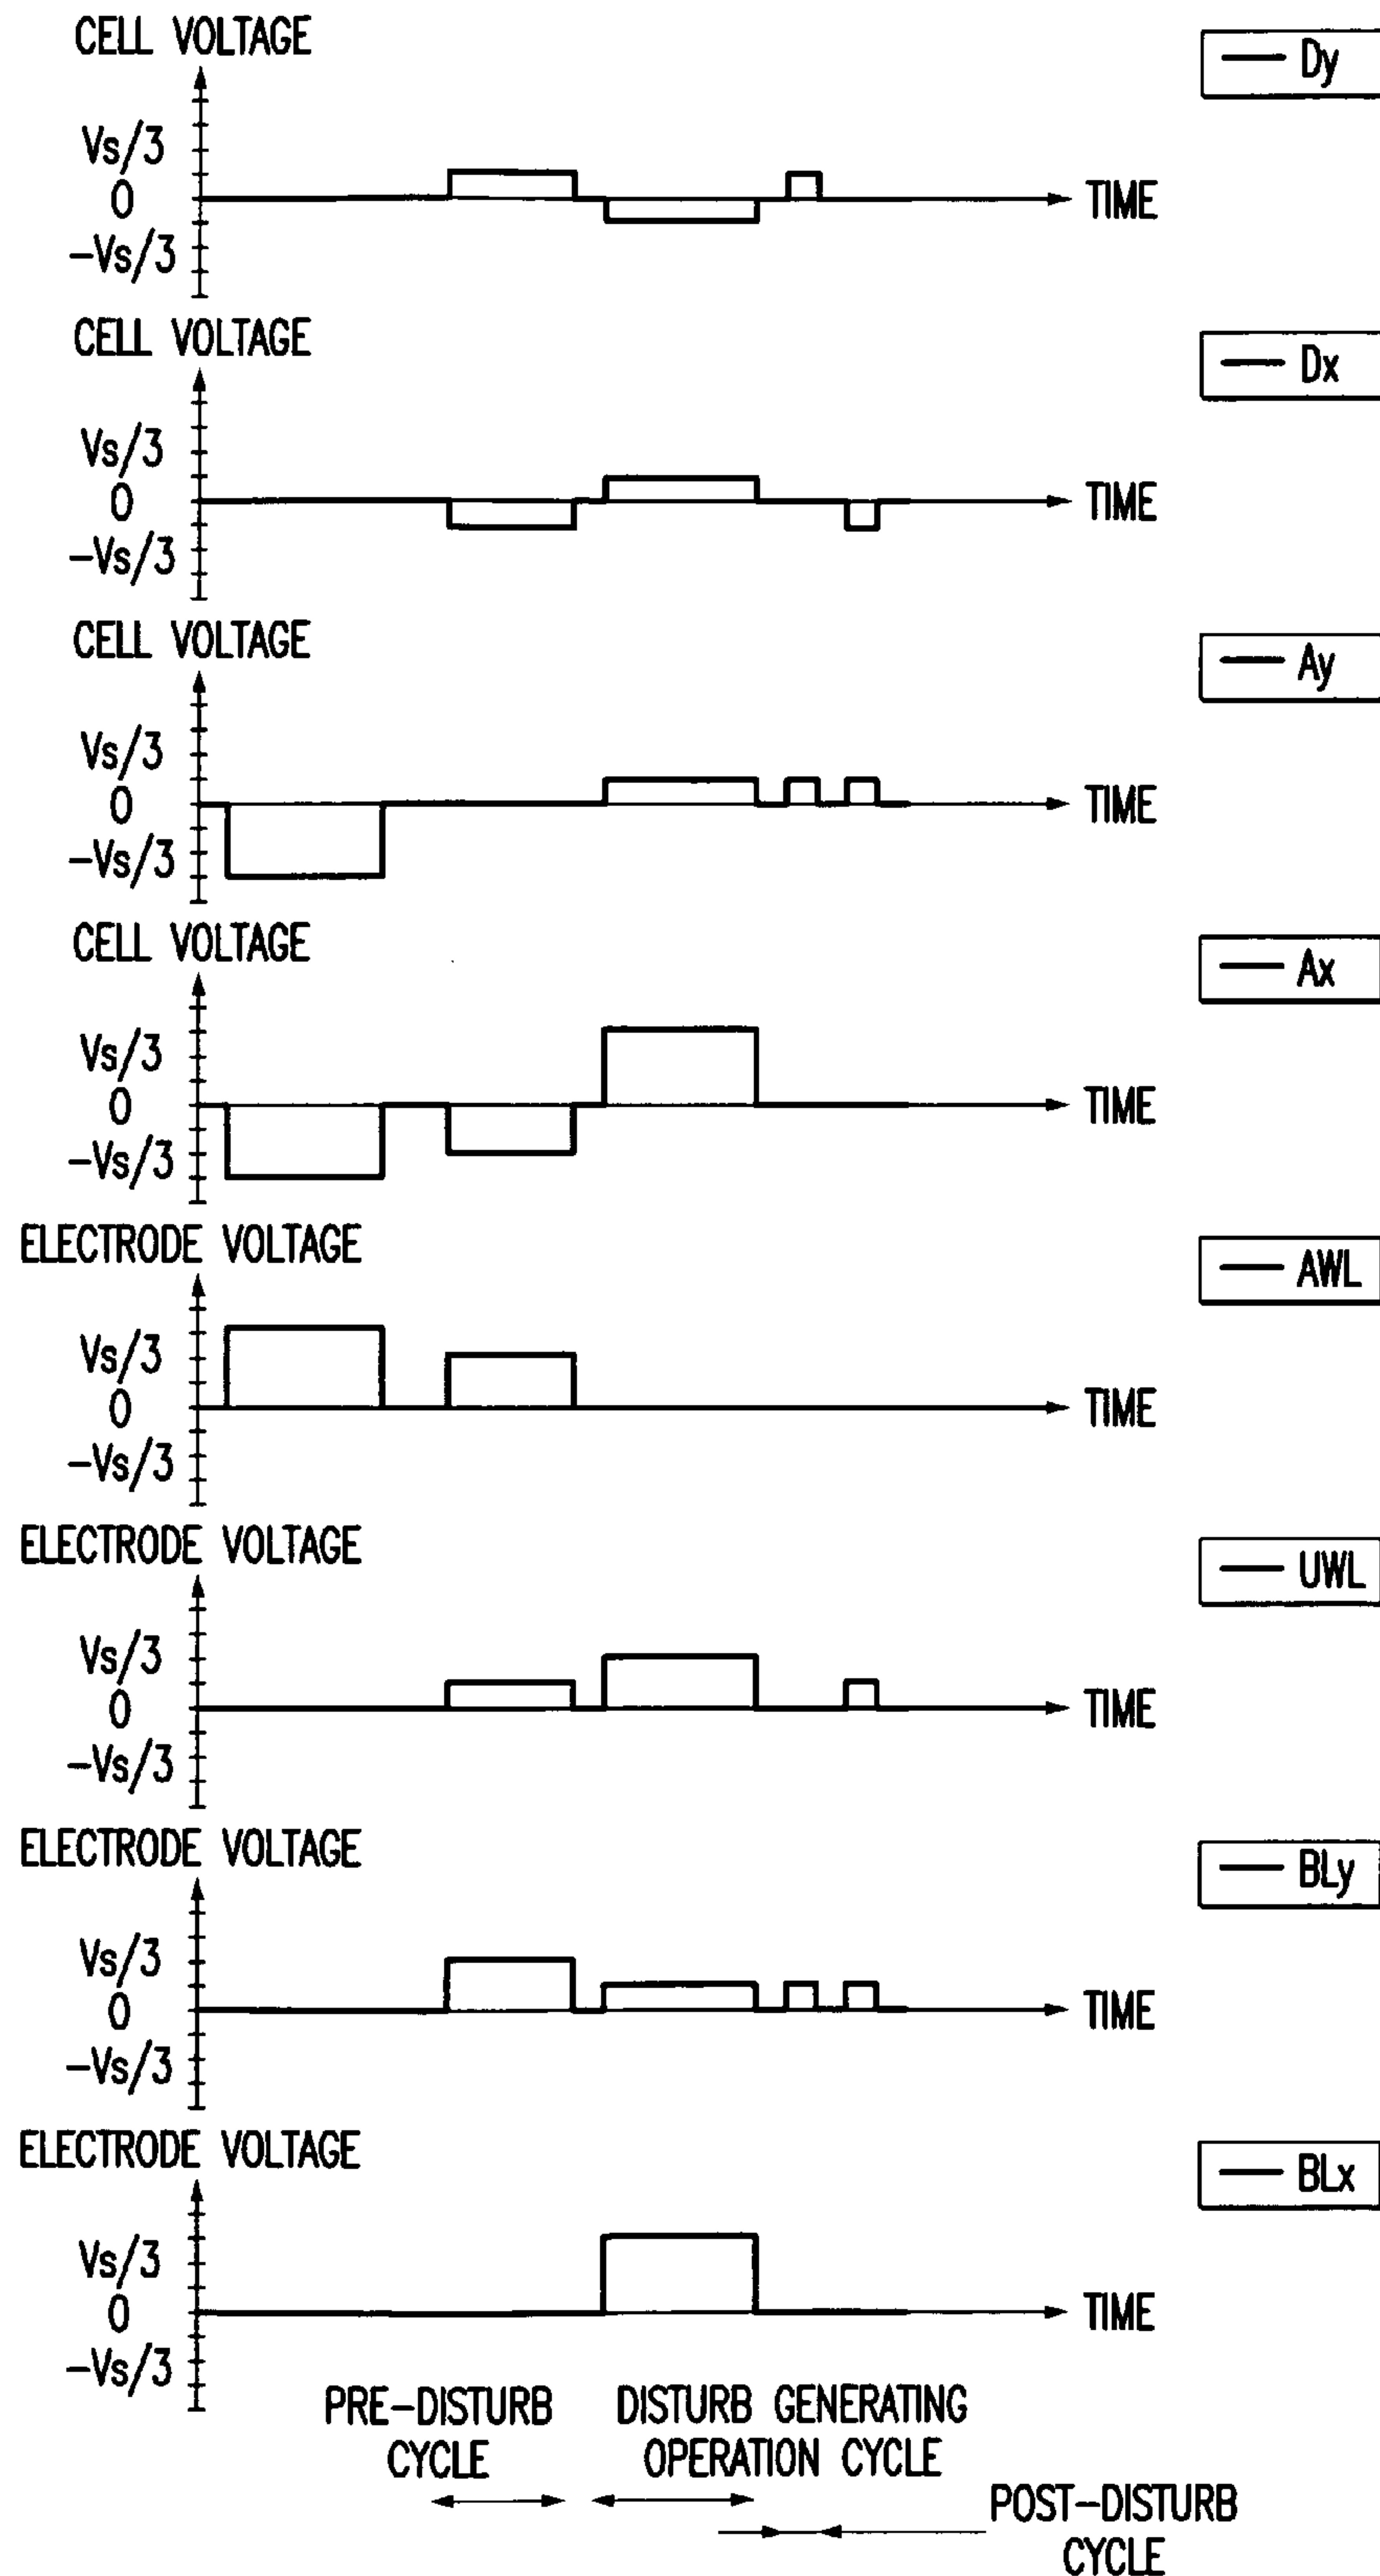 CELL VOLTAGE
Dy
Vs/3
0
-Vs/3
TIME
CELL VOLTAGE
Dx
Vs/3
0
-Vs/3
TIME
CELL VOLTAGE
Ay
Vs/3
0
-Vs/3
TIME
CELL VOLTAGE
Ax
Vs/3
0
-Vs/3
TIME
ELECTRODE VOLTAGE
AWL
Vs/3
0
-Vs/3
TIME
ELECTRODE VOLTAGE
UWL
Vs/3
0
-Vs/3
TIME
ELECTRODE VOLTAGE
BLy
Vs/3
0
-Vs/3
TIME
ELECTRODE VOLTAGE
BLx
Vs/3
0
-Vs/3
TIME
PRE-DISTURB
CYCLE
DISTURB GENERATING
OPERATION CYCLE
POST-DISTURB
CYCLE